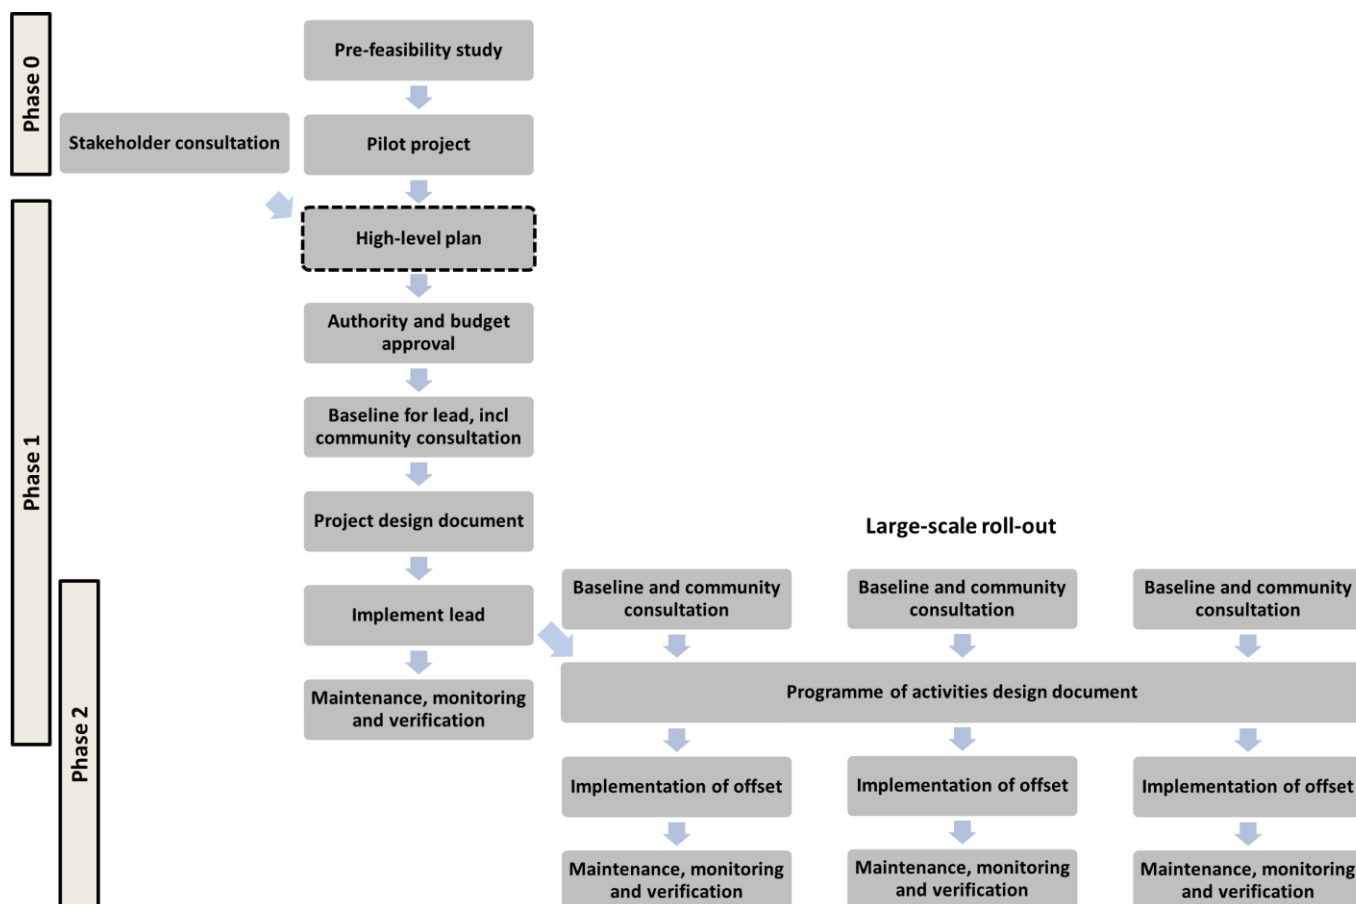 Phase 0
Pre-feasibility study
Stakeholder consultation
Pilot project
Phase 1
High-level plan
Authority and budget
approval
Baseline for lead, incl
community consultation
Project design document
Implement lead
Maintenance, monitoring
and verification
Phase 2
Large-scale roll-out
Baseline and community
consultation
Baseline and community
consultation
Baseline and community
consultation
Programme of activities design document
Implementation of offset
Implementation of offset
Implementation of offset
Maintenance, monitoring
and verification
Maintenance, monitoring
and verification
Maintenance, monitoring
and verification